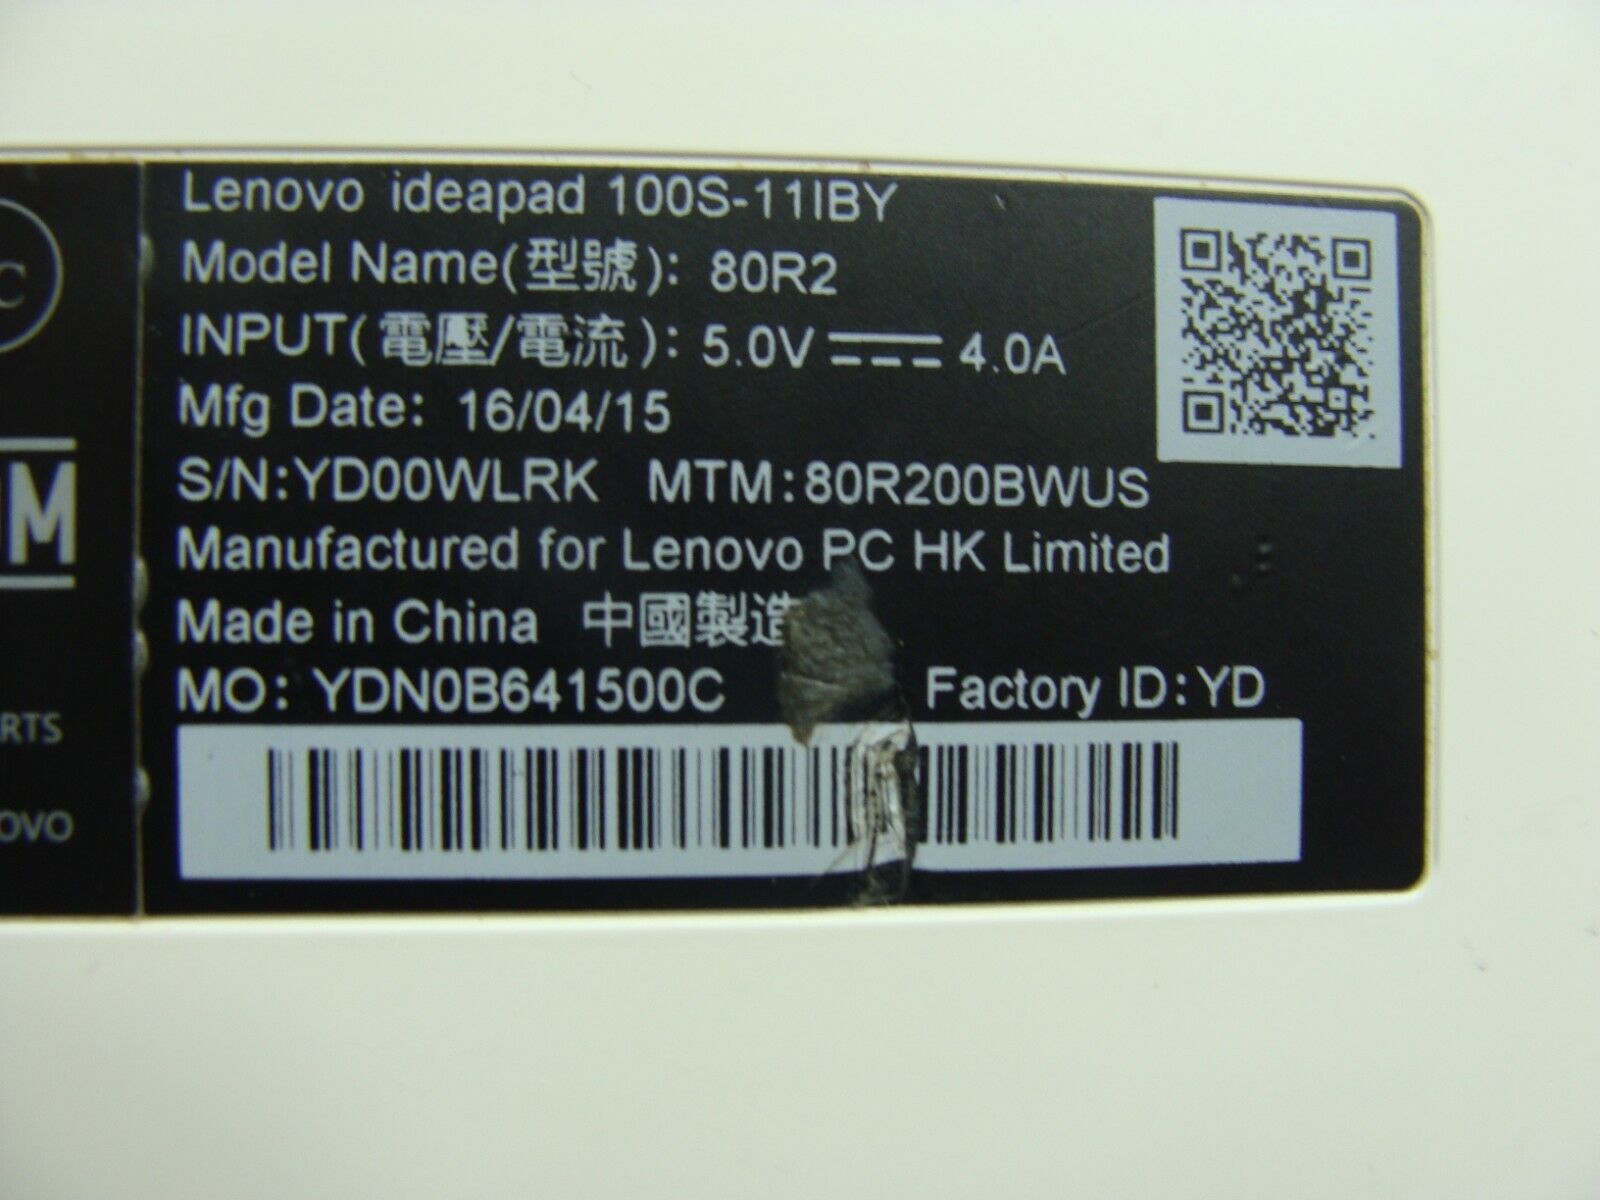 Lenovo ideapad 100S-11IBY
Model Name(型號): 80R2
INPUT(電壓/電流): 5.0V 4.0A
Mfg Date: 16/04/15
S/N:YD00WLRK MTM:80R200BWUS
Manufactured for Lenovo PC HK Limited
Made in China 中國製造
MO: YDN0B641500C Factory ID:YD
C
OM
ARTS
OVO